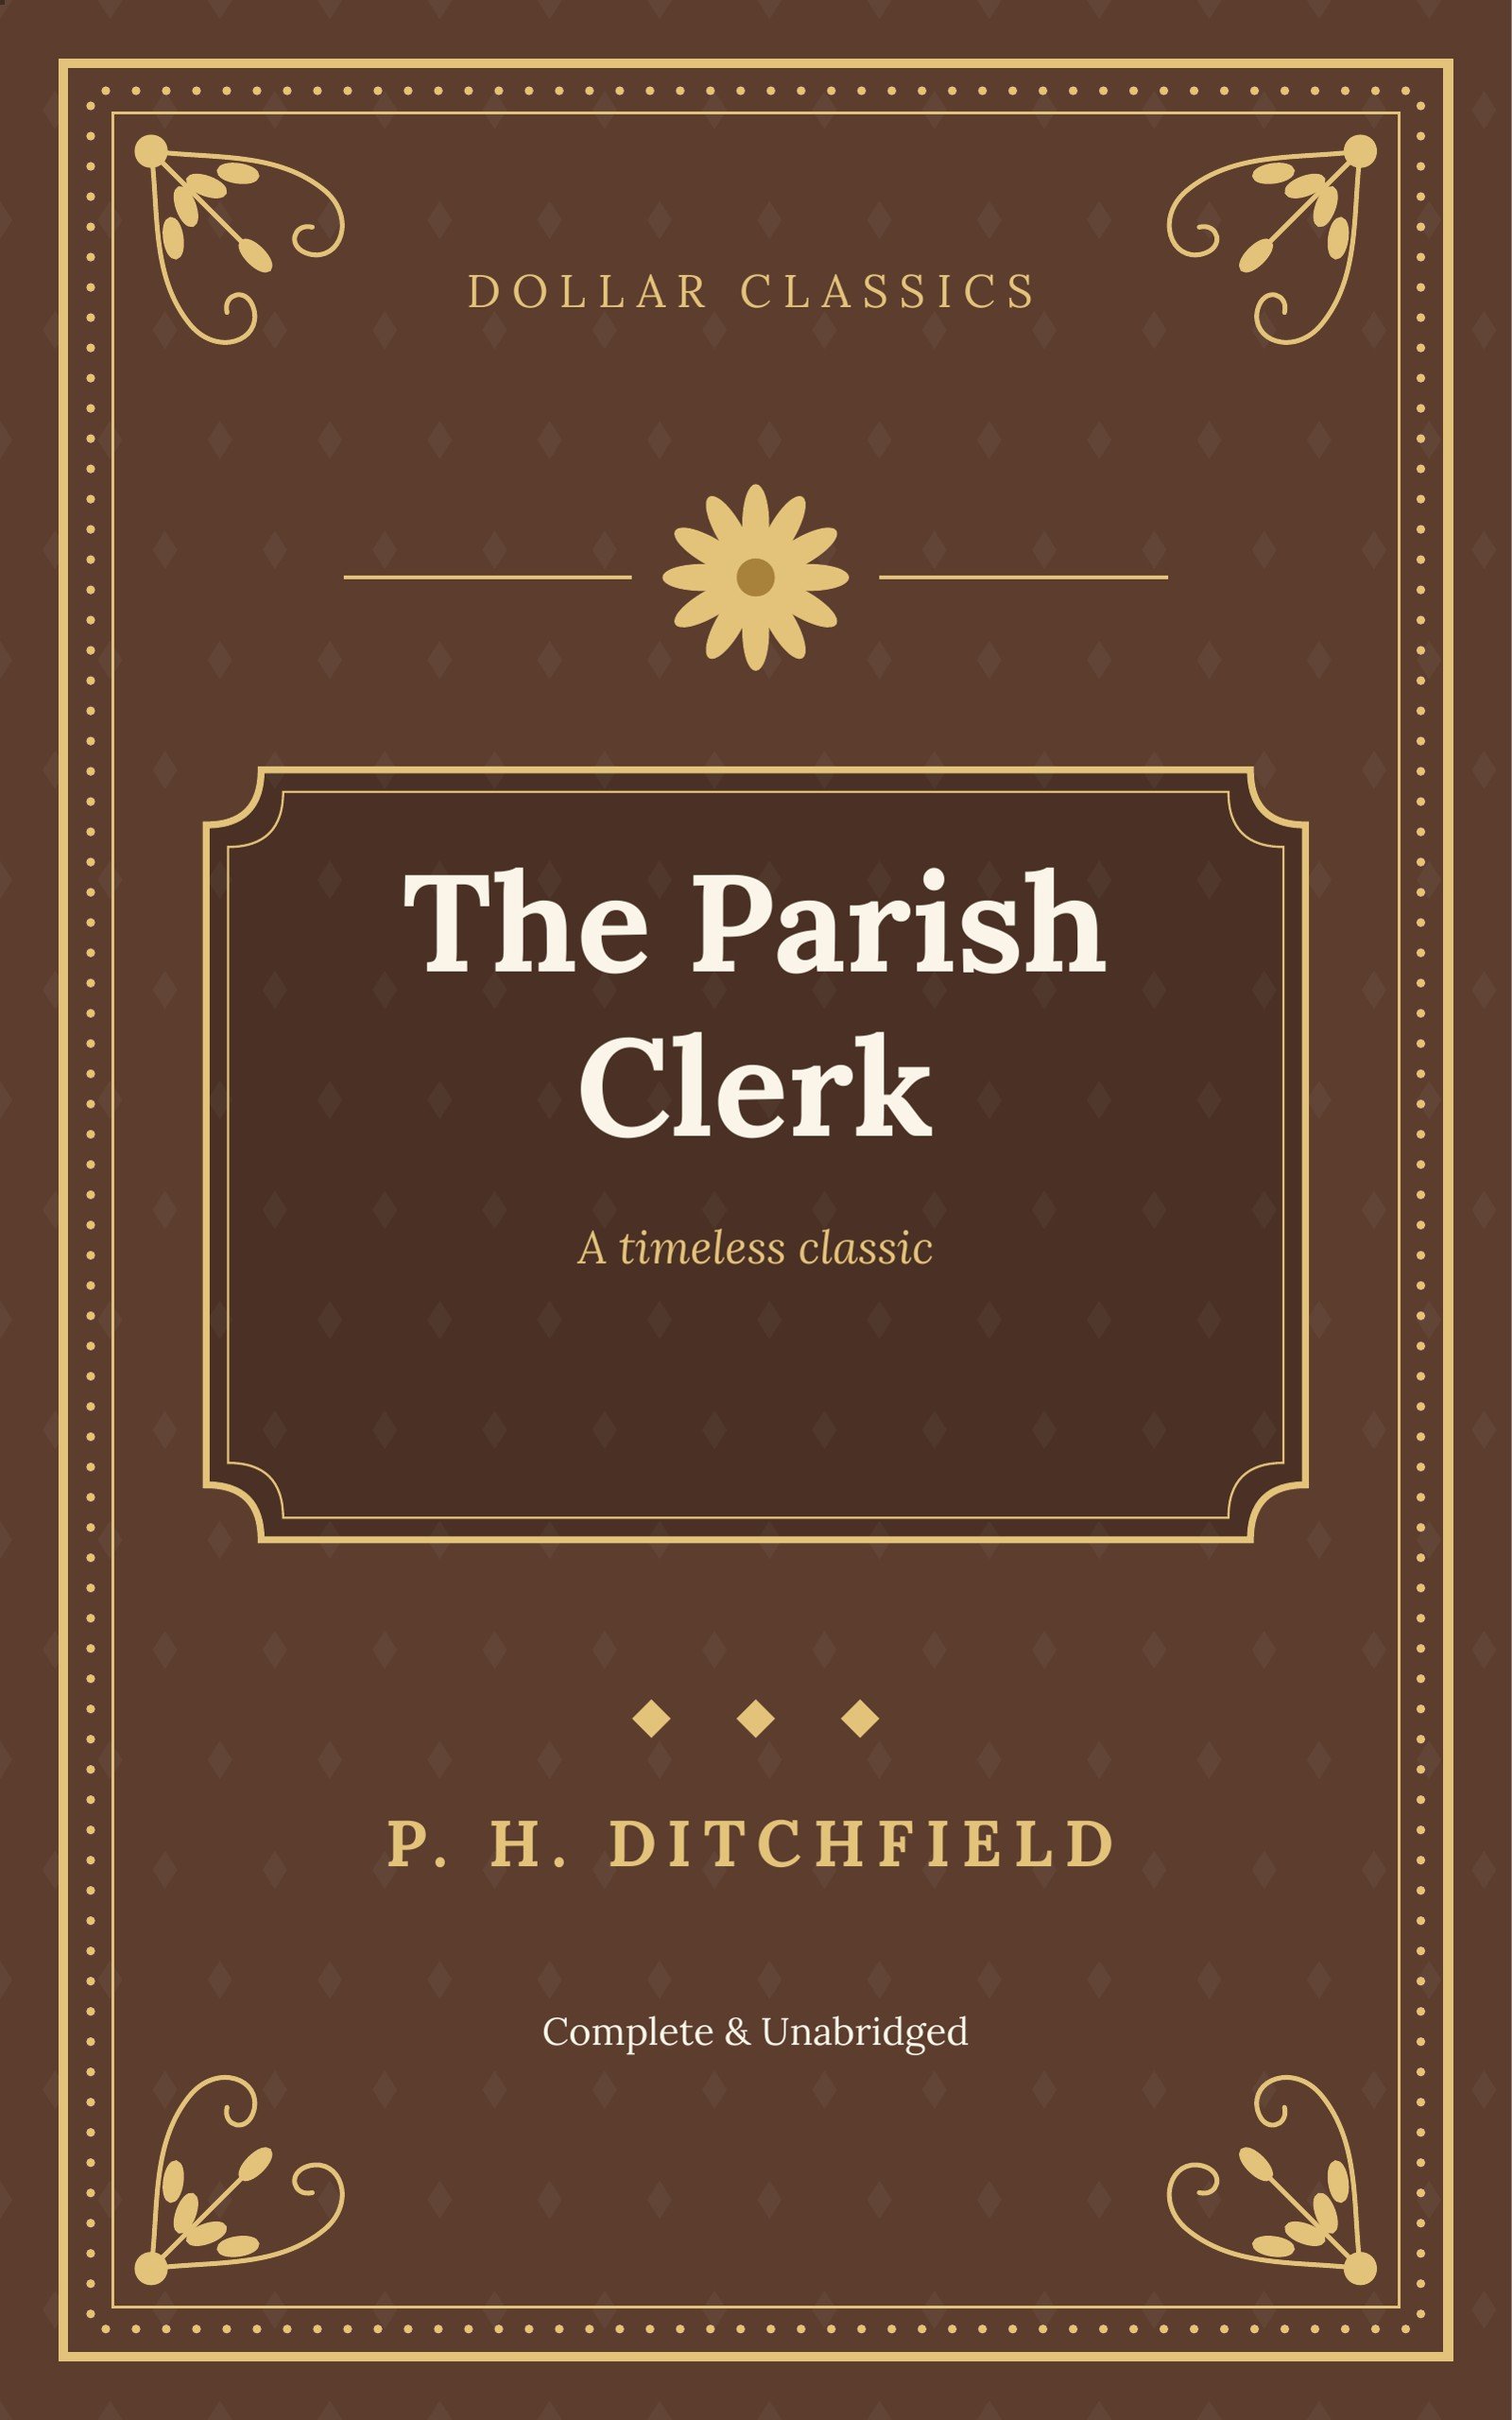 DOLLAR CLASSICS
The Parish
Clerk
A timeless classic
P. H. DITCHFIELD
Complete & Unabridged